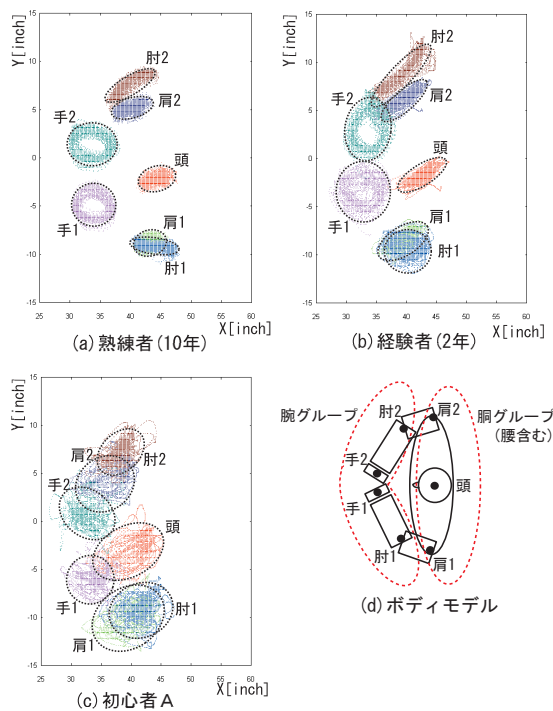 Y[inch]
15
10
5
0
-5
-10
-15
25
30
35
40
45
50
55
60
X[inch]
肘2
肩2
手2
頭
手1
肩1
肘1
(a)熟練者(10年)
Y[inch]
15
10
5
0
-5
-10
-15
25
30
35
40
45
50
55
60
X[inch]
肘2
手2
肩2
頭
手1
肩1
肘1
(b)経験者(2年)
Y[inch]
15
10
5
0
-5
-10
-15
25
30
35
40
45
50
55
60
X[inch]
肩2
肘2
手2
頭
手1
肘1
肩1
(c)初心者A
腕グループ
肘2
肩2
胴グループ
(腰含む)
手2
頭
手1
肘1
肩1
(d)ボディモデル